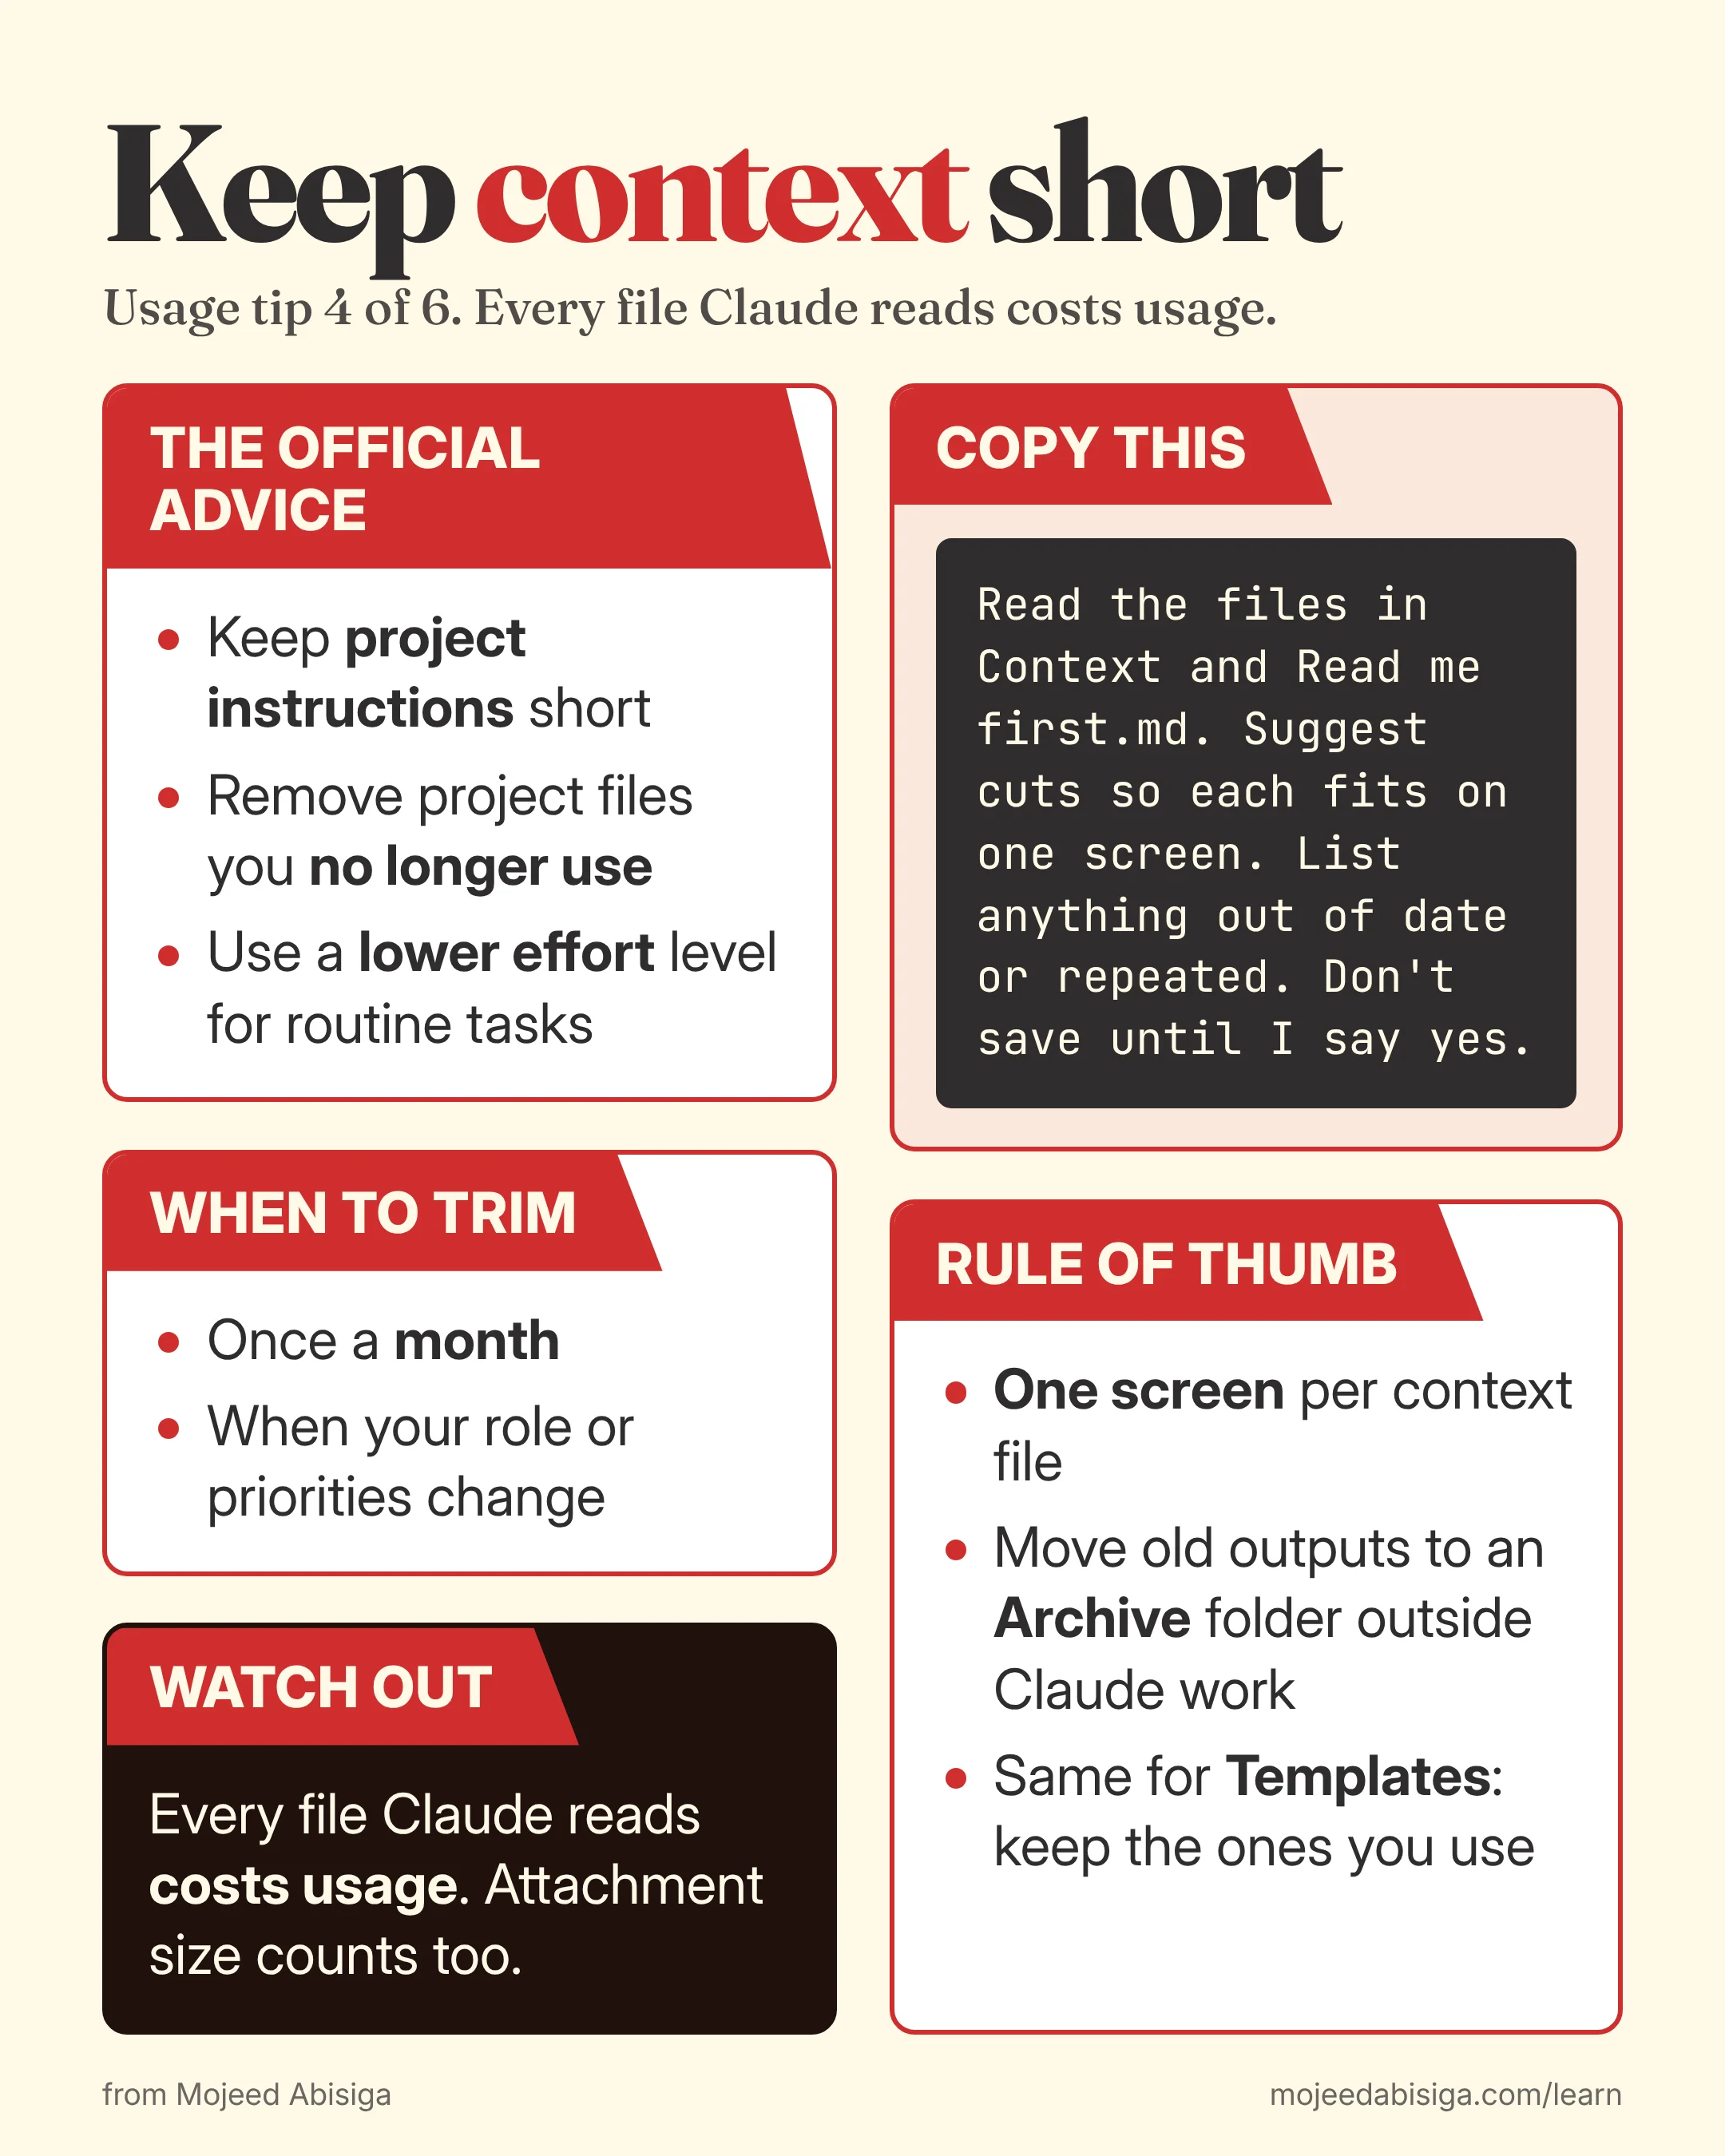 Keep context short
Usage tip 4 of 6. Every file Claude reads costs usage.
THE OFFICIAL
ADVICE
Keep project
instructions short
Remove project files
you no longer use
Use a lower effort level
for routine tasks
WHEN TO TRIM
Once a month
When your role or
priorities change
WATCH OUT
Every file Claude reads
costs usage. Attachment
size counts too.
COPY THIS
Read the files in
Context and Read me
first.md. Suggest
cuts so each fits on
one screen. List
anything out of date
or repeated. Don't
save until I say yes.
RULE OF THUMB
One screen per context
file
Move old outputs to an
Archive folder outside
Claude work
Same for Templates:
keep the ones you use
from Mojeed Abisiga
mojeedabisiga.com/learn